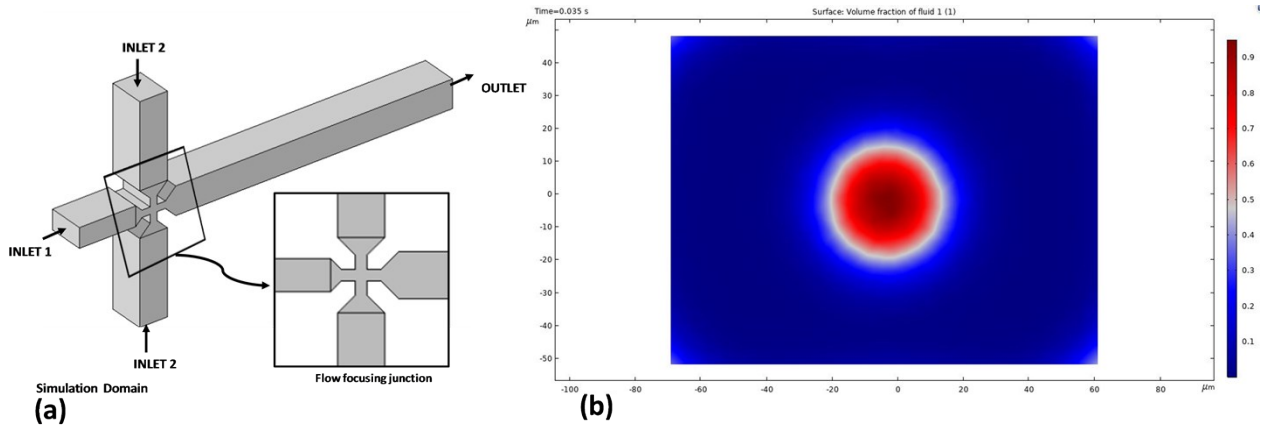 (a)
INLET 2
OUTLET
INLET 1
INLET 2
Flow focusing junction
Simulation Domain
Time=0.035 s
Surface: Volume fraction of fluid 1 (1)
μm
40
30
20
10
0
-10
-20
-30
-40
-50
-100
-80
-60
-40
-20
0
20
40
60
80
μm
0.9
0.8
0.7
0.6
0.5
0.4
0.3
0.2
0.1
(a)
(b)